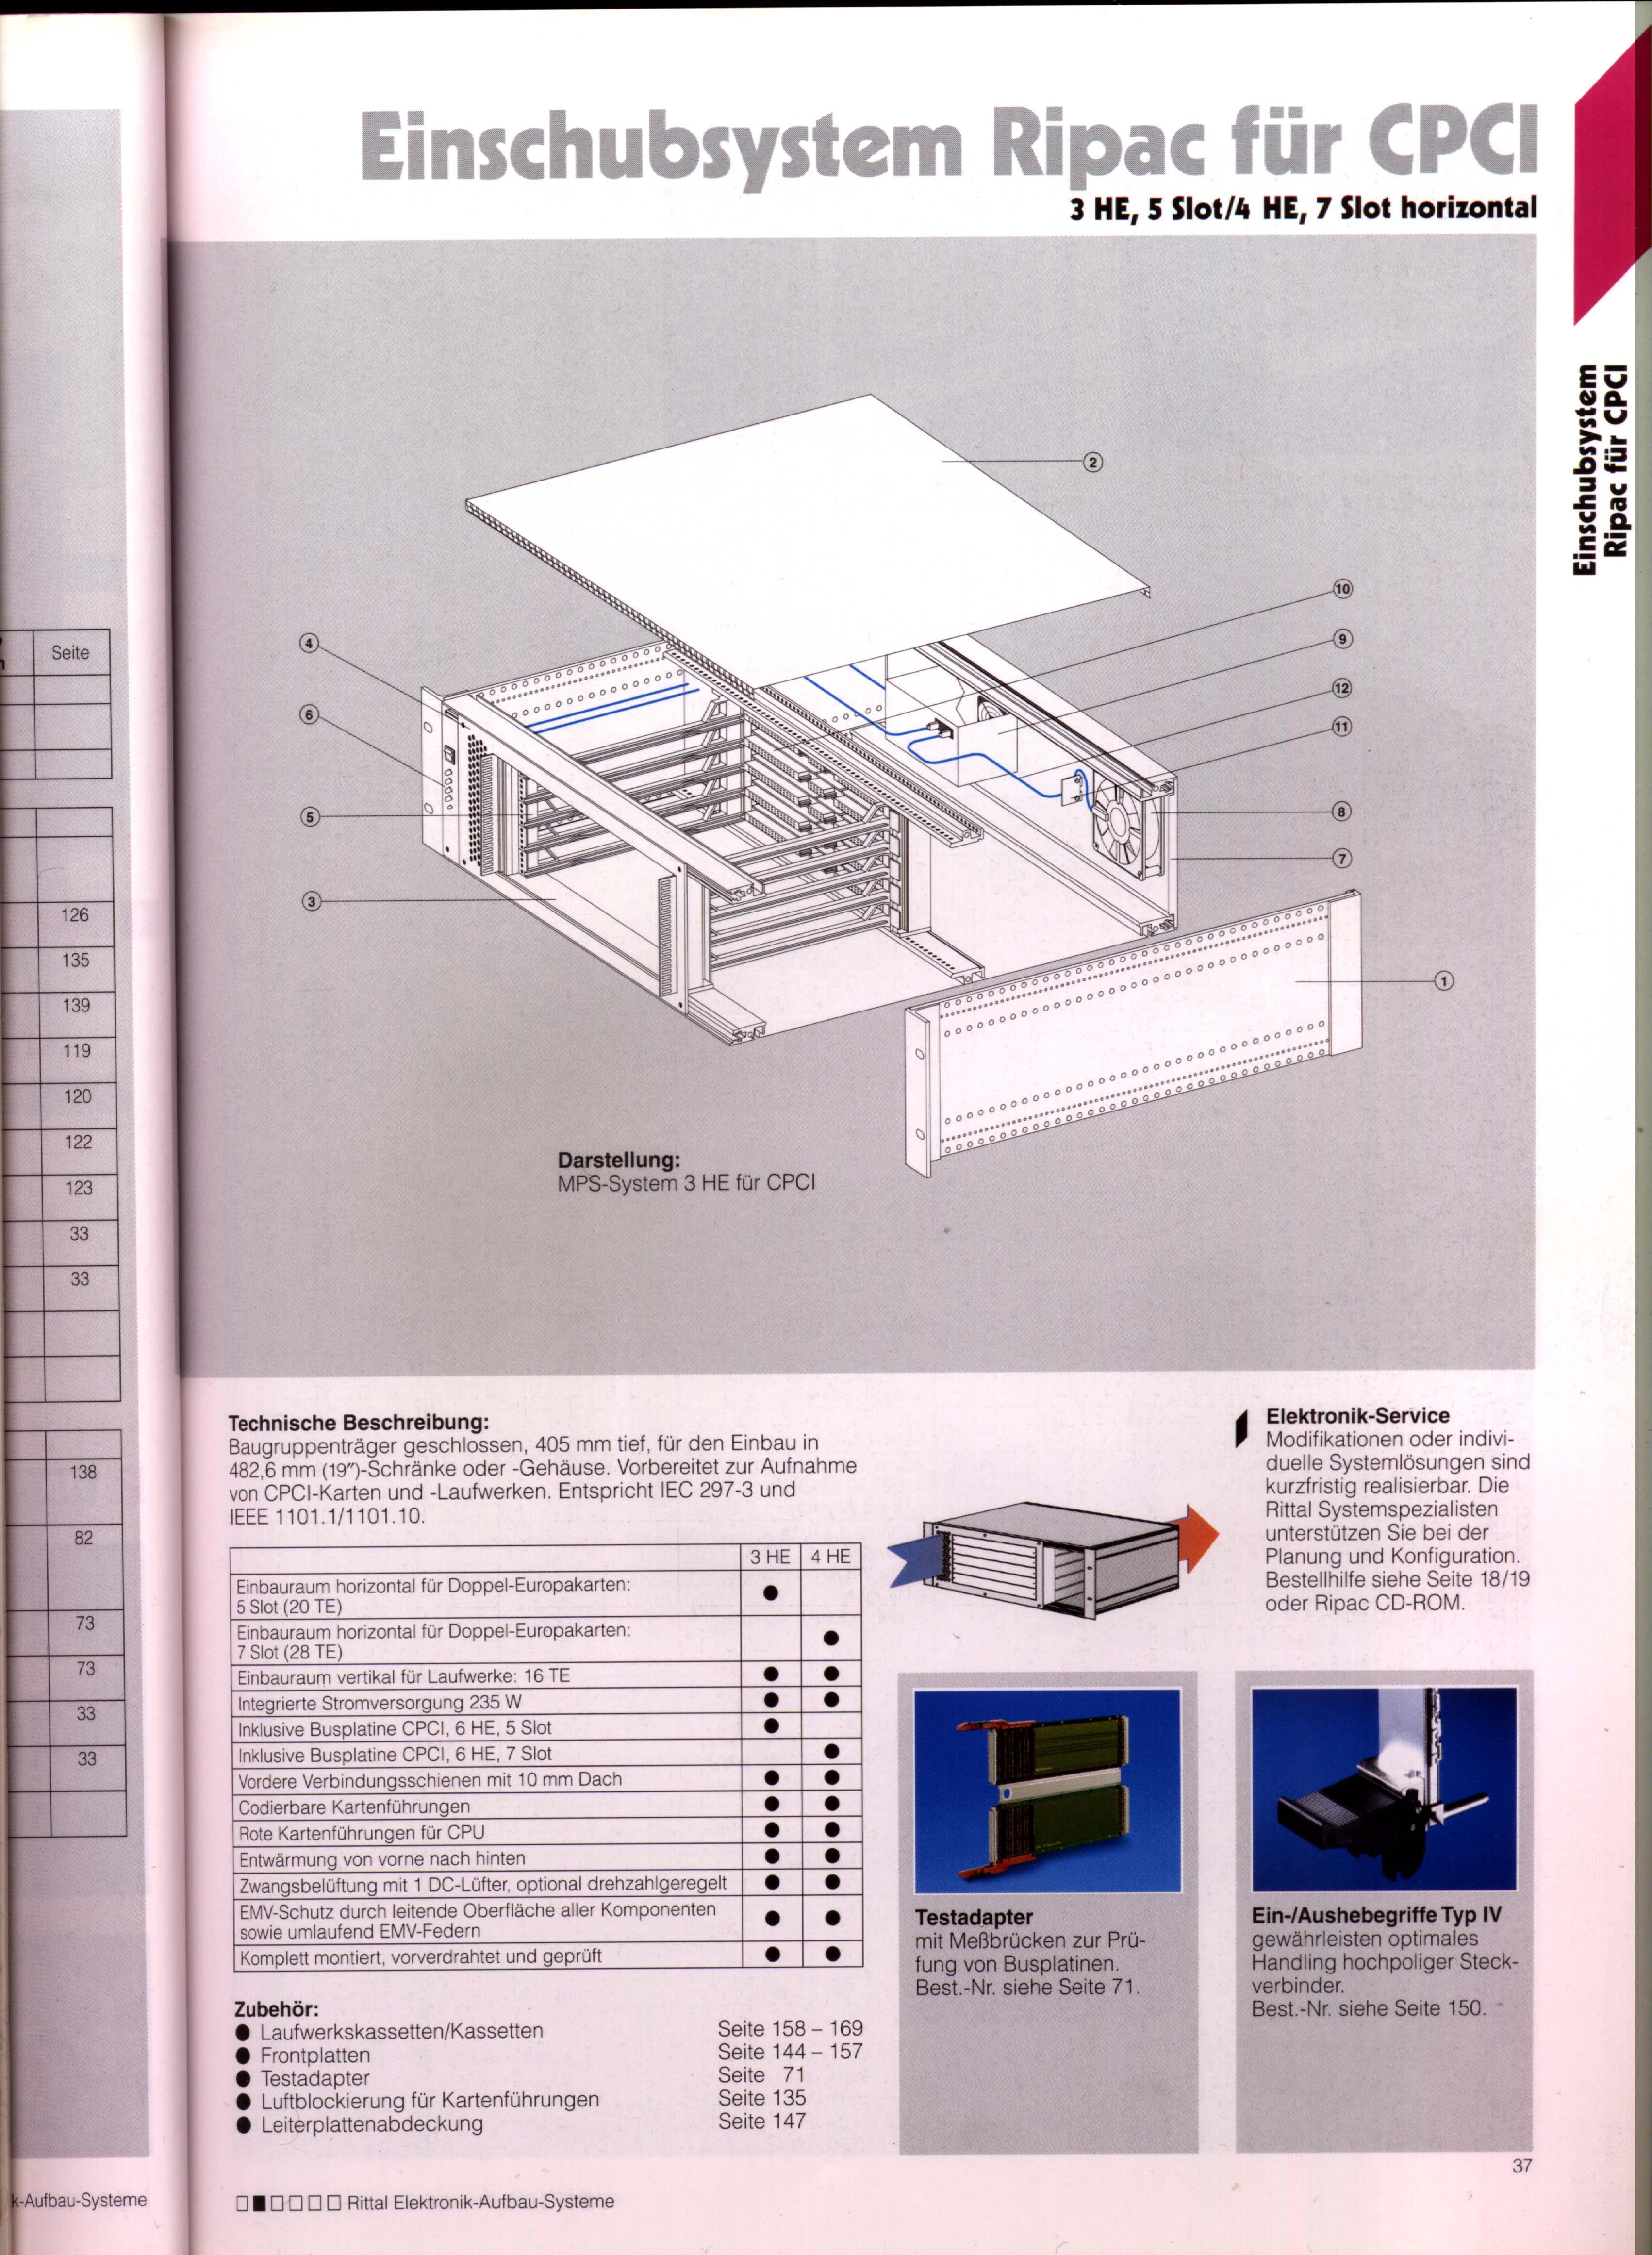 Einschubsystem Ripac für CPCI
3 HE, 5 Slot/4 HE, 7 Slot horizontal
Einschubsystem
Ripac für CPCI
Seite
126
135
139
119
120
122
123
33
33
138
82
73
73
33
33
k-Aufbau-Systeme
2
10
9
12
11
8
7
1
4
6
5
3
Darstellung:
MPS-System 3 HE für CPCI
Technische Beschreibung:
Baugruppenträger geschlossen, 405 mm tief, für den Einbau in
482,6 mm (19″)-Schränke oder -Gehäuse. Vorbereitet zur Aufnahme
von CPCI-Karten und -Laufwerken. Entspricht IEC 297-3 und
IEEE 1101.1/1101.10.
3 HE 4 HE
Einbauraum horizontal für Doppel-Europakarten:
5 Slot (20 TE) ●
Einbauraum horizontal für Doppel-Europakarten:
7 Slot (28 TE) ●
Einbauraum vertikal für Laufwerke: 16 TE ● ●
Integrierte Stromversorgung 235 W ● ●
Inklusive Busplatine CPCI, 6 HE, 5 Slot ●
Inklusive Busplatine CPCI, 6 HE, 7 Slot ●
Vordere Verbindungsschienen mit 10 mm Dach ● ●
Codierbare Kartenführungen ● ●
Rote Kartenführungen für CPU ● ●
Entwärmung von vorne nach hinten ● ●
Zwangsbelüftung mit 1 DC-Lüfter, optional drehzahlgeregelt ● ●
EMV-Schutz durch leitende Oberfläche aller Komponenten
sowie umlaufend EMV-Federn ● ●
Komplett montiert, vorverdrahtet und geprüft ● ●
Zubehör:
● Laufwerkskassetten/Kassetten Seite 158 – 169
● Frontplatten Seite 144 – 157
● Testadapter Seite 71
● Luftblockierung für Kartenführungen Seite 135
● Leiterplattenabdeckung Seite 147
Elektronik-Service
Modifikationen oder indivi-
duelle Systemlösungen sind
kurzfristig realisierbar. Die
Rittal Systemspezialisten
unterstützen Sie bei der
Planung und Konfiguration.
Bestellhilfe siehe Seite 18/19
oder Ripac CD-ROM.
Testadapter
mit Meßbrücken zur Prü-
fung von Busplatinen.
Best.-Nr. siehe Seite 71.
Ein-/Aushebegriffe Typ IV
gewährleisten optimales
Handling hochpoliger Steck-
verbinder.
Best.-Nr. siehe Seite 150.
37
Rittal Elektronik-Aufbau-Systeme